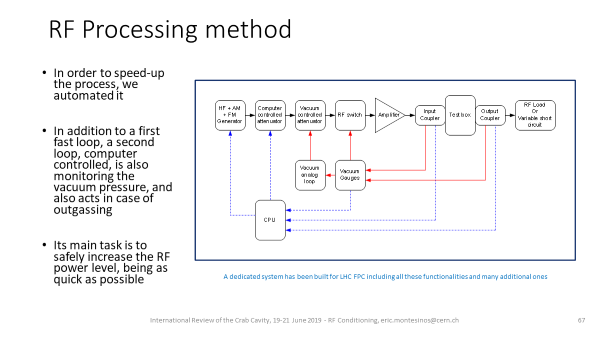 RF Processing method
• In order to speed-up
the process, we
automated it
• In addition to a first
fast loop, a second
loop, computer
controlled, is also
monitoring the
vacuum pressure, and
also acts in case of
outgassing
• Its main task is to
safely increase the RF
power level, being as
quick as possible
HF + AM
+ FM
Generator
Computer
controlled
attenuator
Vacuum
controlled
attenuator
RF switch
Amplifier
Input
Coupler
Test box
Output
Coupler
RF Load
Or
Variable short
circuit
Vacuum
analog
loop
Vacuum
Gauges
CPU
A dedicated system has been built for LHC FPC including all these functionalities and many additional ones
International Review of the Crab Cavity, 19-21 June 2019 - RF Conditioning, eric.montesinos@cern.ch
67